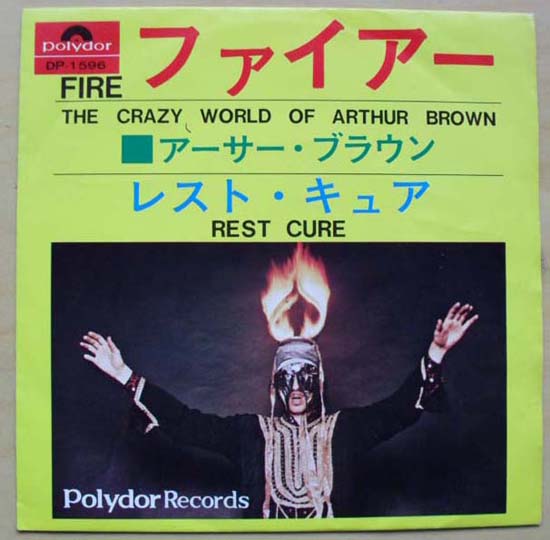 polydor
DP-1596
FIRE ファイアー
THE CRAZY WORLD OF ARTHUR BROWN
■アーサー・ブラウン
レスト・キュア
REST CURE
Polydor Records